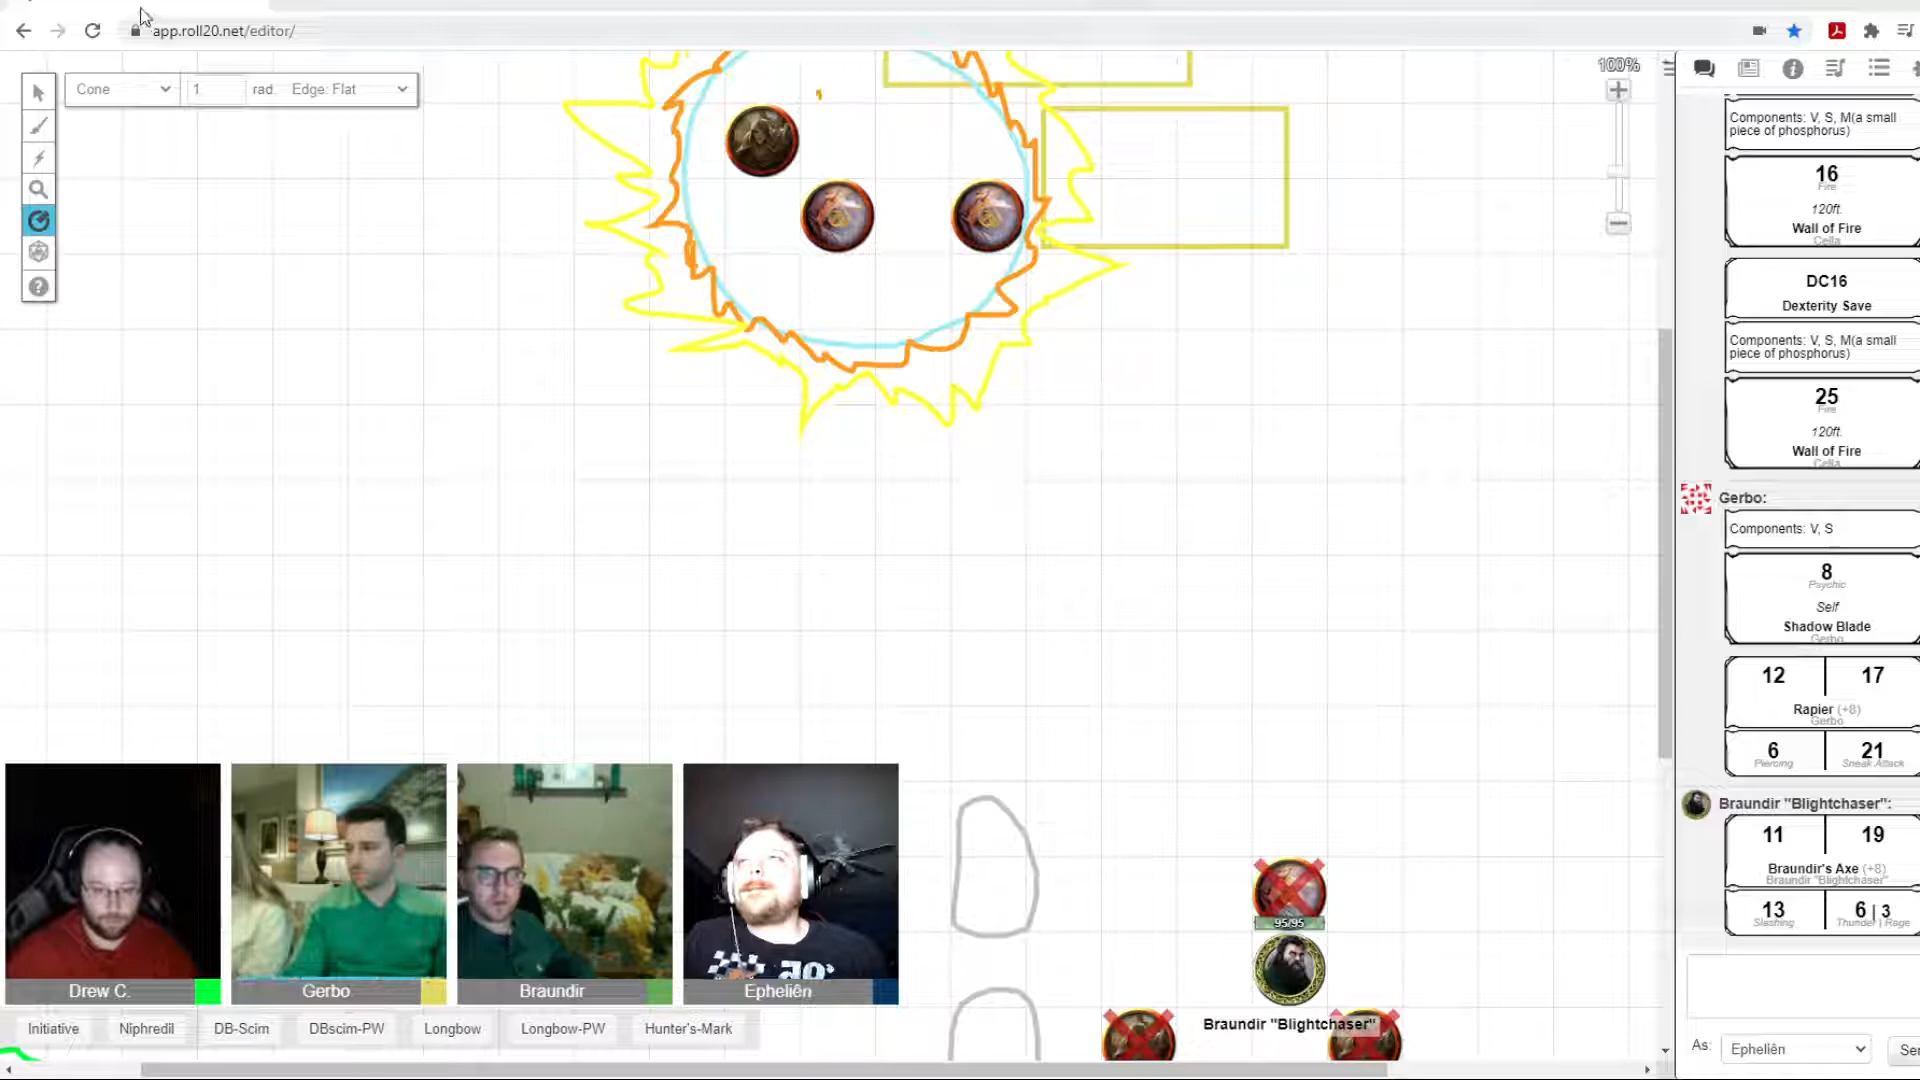 app.roll20.net/editor/
Cone
1
rad.
Edge: Flat
100%
Components: V, S, M(a small
piece of phosphorus)
16
Fire
120ft.
Wall of Fire
Cella
DC16
Dexterity Save
Components: V, S, M(a small
piece of phosphorus)
25
Fire
120ft.
Wall of Fire
Cella
Gerbo:
Components: V, S
8
Psychic
Self
Shadow Blade
Gerbo
12 17
Rapier (+8)
Gerbo
6 21
Piercing Sneak Attack
Braundir "Blightchaser":
11 19
Braundir's Axe (+8)
Braundir "Blightchaser"
13 6 | 3
Slashing Thunder | Rage
95/95
Braundir "Blightchaser"
Drew C.
Gerbo
Braundir
Epheliên
Initiative
Niphredil
DB-Scim
DBscim-PW
Longbow
Longbow-PW
Hunter's-Mark
As:
Epheliên
Se